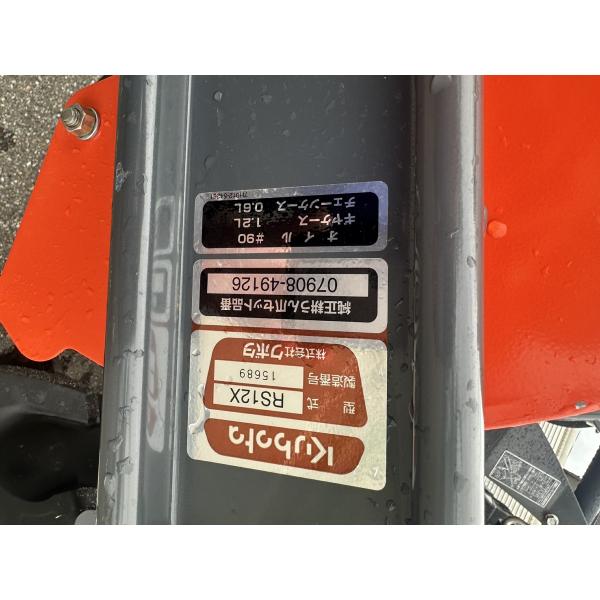 Kubota
型 式 RS12X
製造番号 15689
株式会社クボタ
純正耕うん爪セット品番
07908-49126
オ イ ル #90
ギヤケース 1.2L
チェーンケース 0.6L